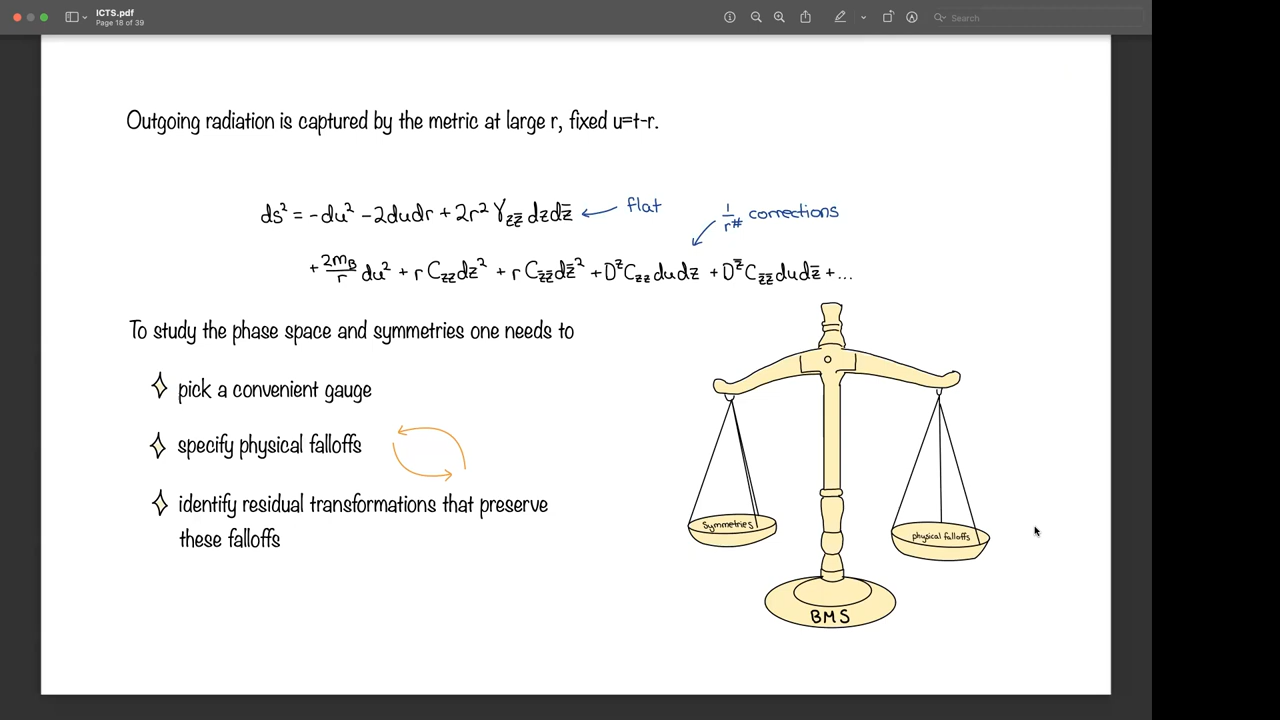 ICTS.pdf
Page 18 of 39
Search
Outgoing radiation is captured by the metric at large r, fixed u=t-r.
ds² = -du² - 2dudr + 2r² γ_{z z̄} dzdz̄ ← flat
1/r^# corrections
+ 2m_B/r du² + r C_{zz}dz² + r C_{z̄z̄}dz̄² + D^z C_{zz} dudz + D^{z̄} C_{z̄z̄} dudz̄ + ...
To study the phase space and symmetries one needs to
pick a convenient gauge
specify physical falloffs
identify residual transformations that preserve
these falloffs
Symmetries
physical falloffs
BMS